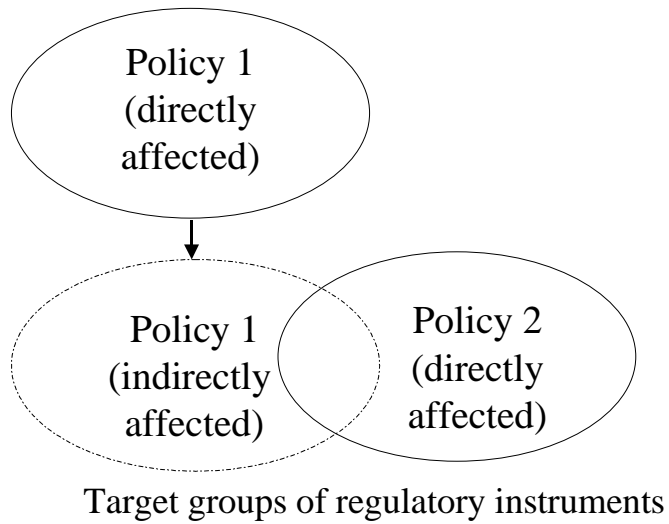 Policy 1
(directly
affected)
Policy 1
(indirectly
affected)
Policy 2
(directly
affected)
Target groups of regulatory instruments